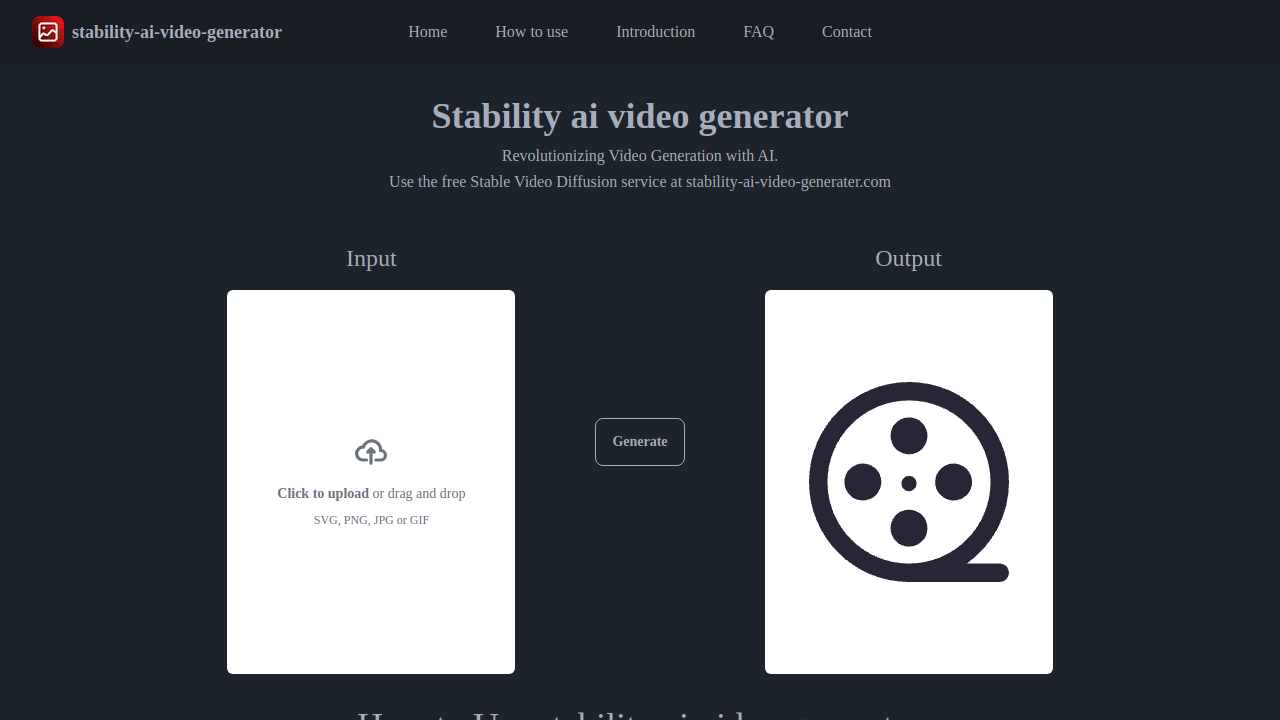 stability-ai-video-generator
Home
How to use
Introduction
FAQ
Contact
Stability ai video generator
Revolutionizing Video Generation with AI.
Use the free Stable Video Diffusion service at stability-ai-video-generater.com
Input
Output
Click to upload or drag and drop
SVG, PNG, JPG or GIF
Generate